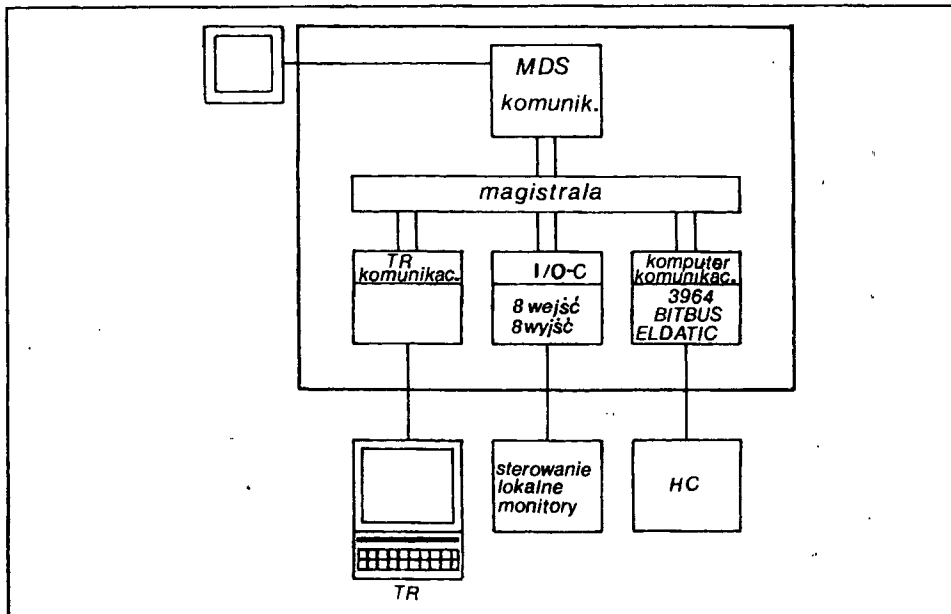 MDS
komunik.
magistrala
TR
komunikac.
I/O-C
8 wejść
8 wyjść
komputer
komunikac.
3964
BITBUS
ELDATIC
sterowanie
lokalne
monitory
HC
TR